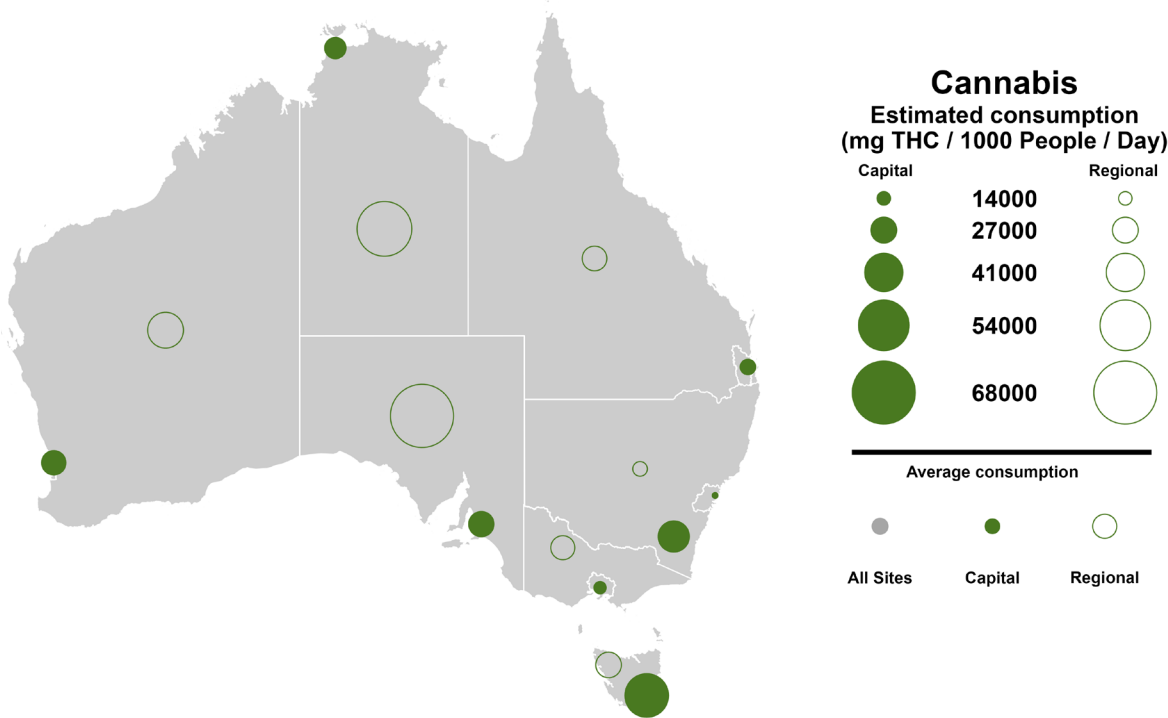 Cannabis
Estimated consumption
(mg THC / 1000 People / Day)
Capital Regional
14000
27000
41000
54000
68000
Average consumption
All Sites Capital Regional